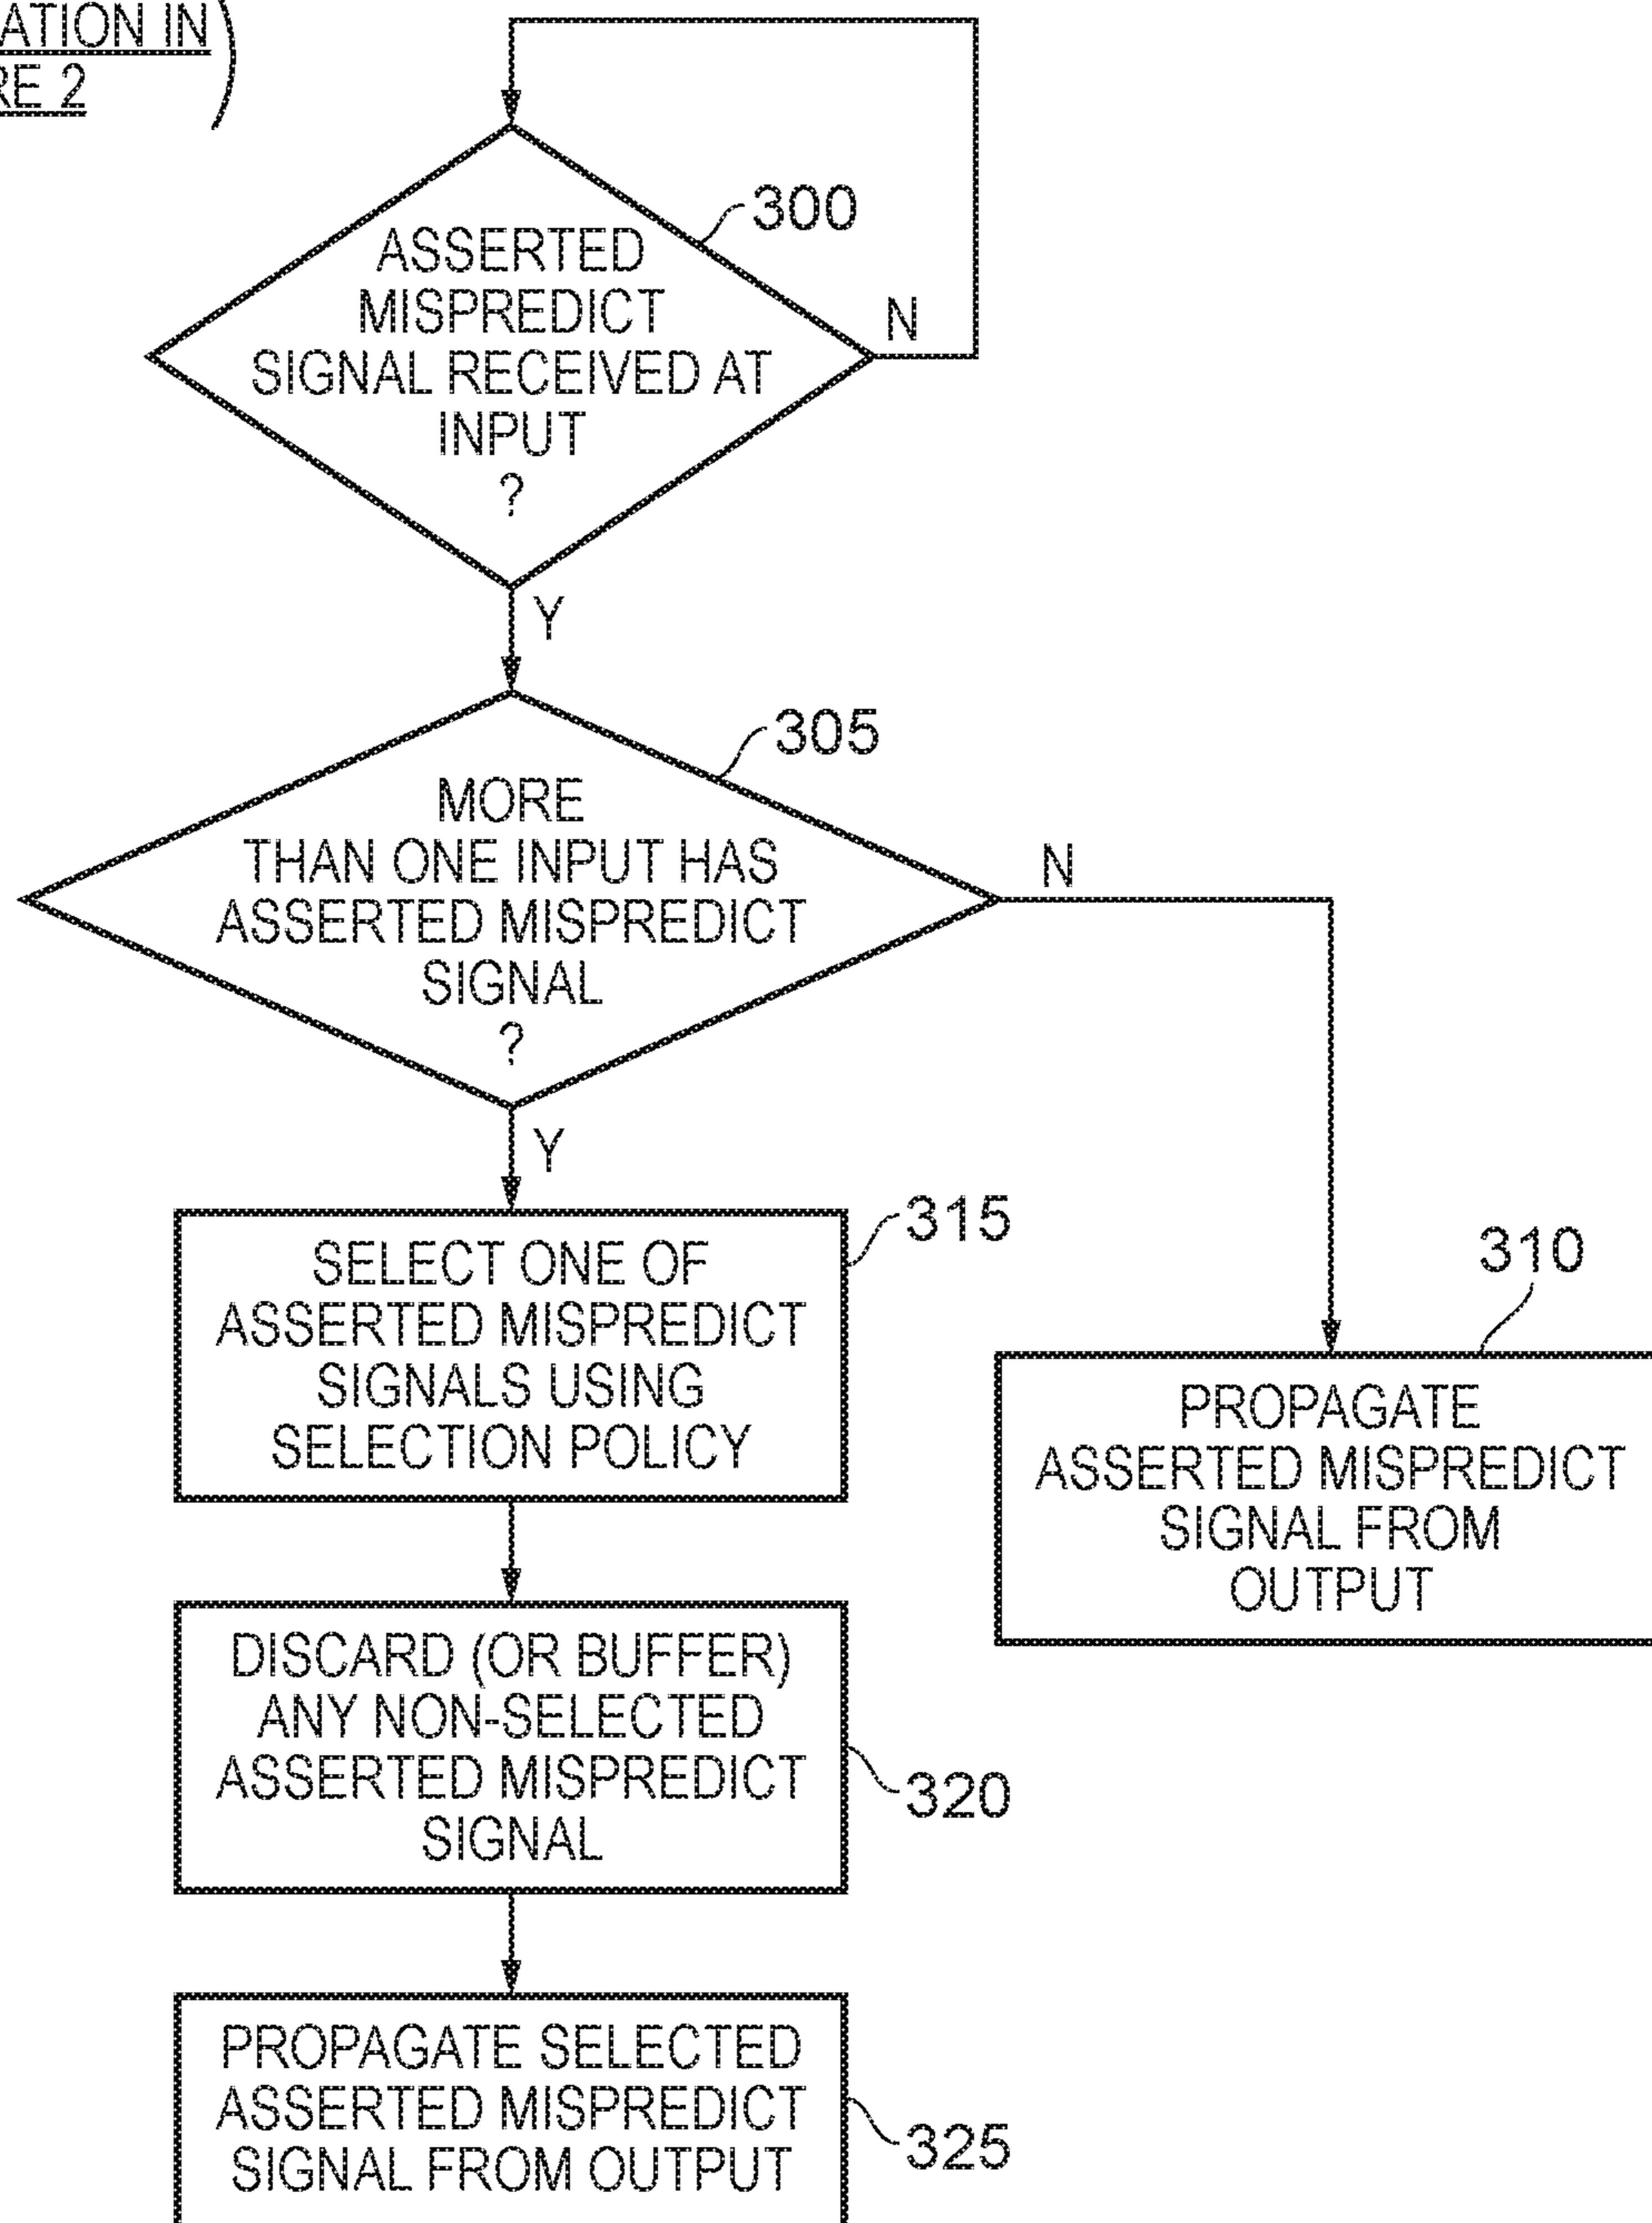 IN
2
300
ASSERTED
MISPREDICT
SIGNAL RECEIVED AT
INPUT
?
N
Y
305
MORE
THAN ONE INPUT HAS
ASSERTED MISPREDICT
SIGNAL
?
N
Y
315
SELECT ONE OF
ASSERTED MISPREDICT
SIGNALS USING
SELECTION POLICY
310
PROPAGATE
ASSERTED MISPREDICT
SIGNAL FROM
OUTPUT
DISCARD (OR BUFFER)
ANY NON-SELECTED
ASSERTED MISPREDICT
SIGNAL
320
PROPAGATE SELECTED
ASSERTED MISPREDICT
SIGNAL FROM OUTPUT
325